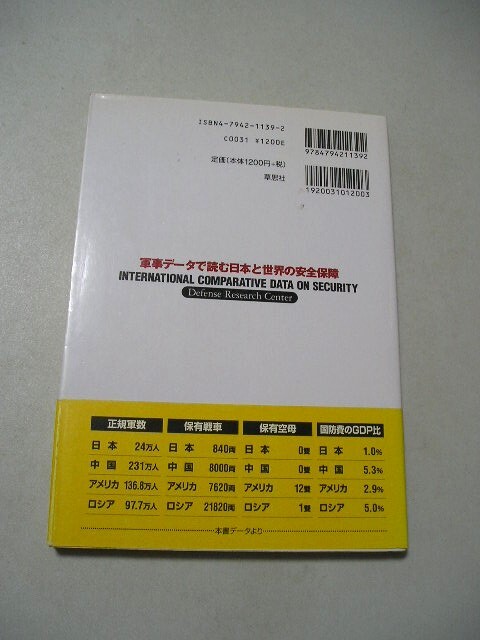 ISBN4-7942-1139-2
C0031 ¥1200E
定価(本体1200円+税)
草思社
9784794211392
1920031012003
軍事データで読む日本と世界の安全保障
INTERNATIONAL COMPARATIVE DATA ON SECURITY
Defense Research Center
正規軍数 保有戦車 保有空母 国防費のGDP比
日本 24万人 日本 840両 日本 0隻 日本 1.0%
中国 231万人 中国 8000両 中国 0隻 中国 5.3%
アメリカ 136.8万人 アメリカ 7620両 アメリカ 12隻 アメリカ 2.9%
ロシア 97.7万人 ロシア 21820両 ロシア 1隻 ロシア 5.0%
本書データより